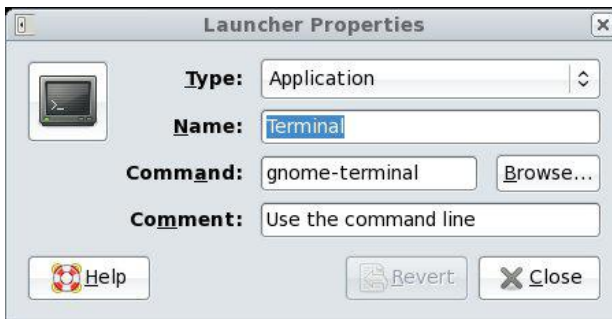 Launcher Properties
Type: Application
Name: Terminal
Command: gnome-terminal Browse...
Comment: Use the command line
Help Revert Close